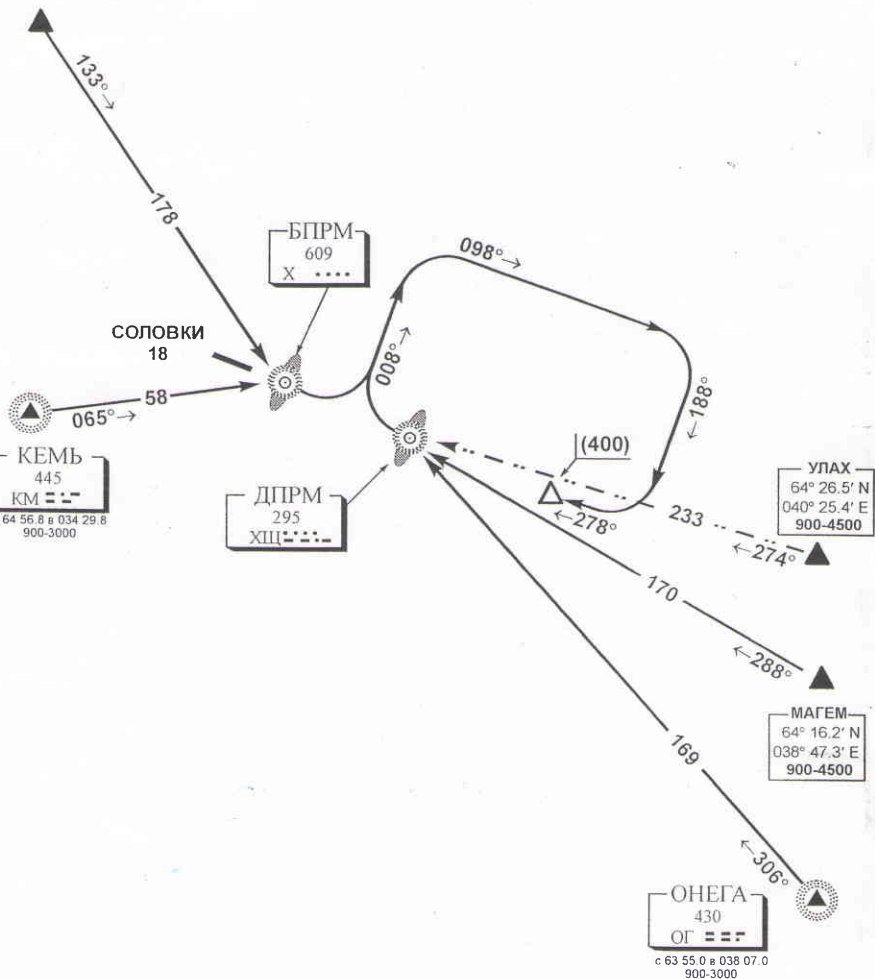 133°→
178
БПРМ
609
Х ····
СОЛОВКИ
18
098°→
008°→
←188°
58
065°→
КЕМЬ
445
КМ
64 56.8 в 034 29.8
900-3000
ДПРМ
295
ХЩ
(400)
←278°
233
←274°
УЛАХ
64° 26.5' N
040° 25.4' E
900-4500
170
←288°
МАГЕМ
64° 16.2' N
038° 47.3' E
900-4500
169
←306°
ОНЕГА
430
ОГ
с 63 55.0 в 038 07.0
900-3000